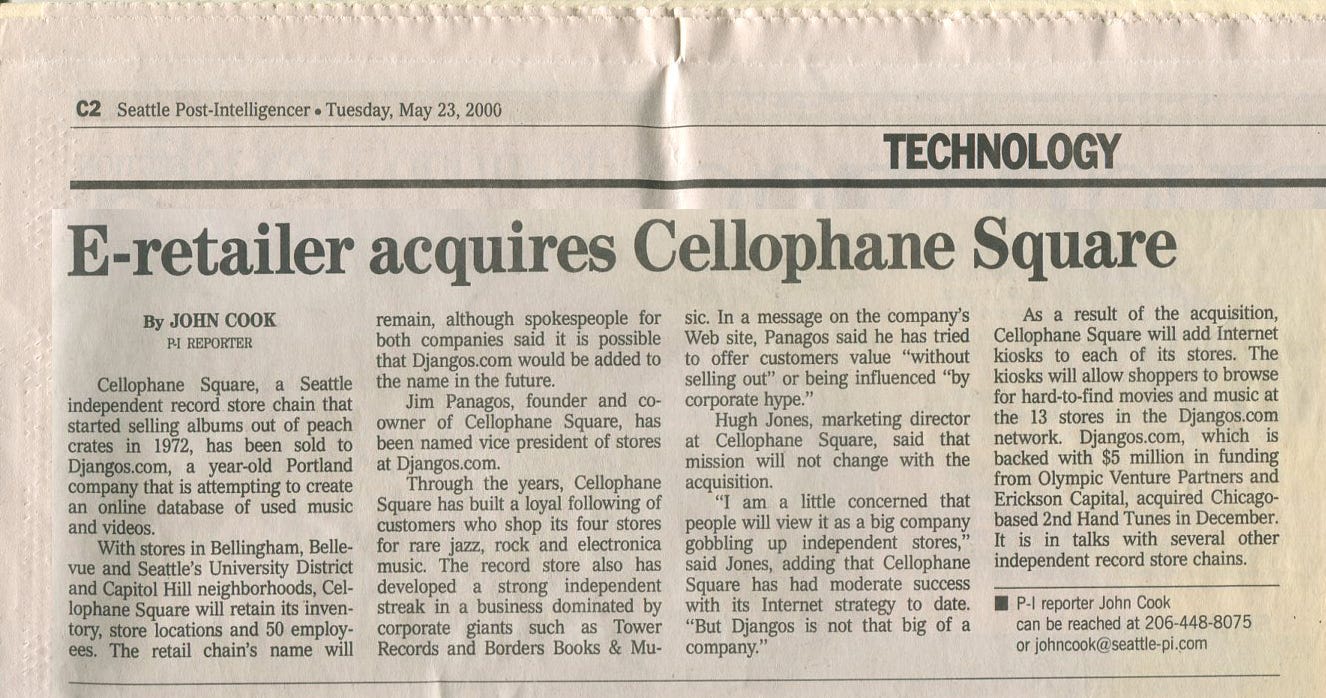 C2 Seattle Post-Intelligencer • Tuesday, May 23, 2000
TECHNOLOGY
E-retailer acquires Cellophane Square
By JOHN COOK
P-I REPORTER
Cellophane Square, a Seattle
independent record store chain that
started selling albums out of peach
crates in 1972, has been sold to
Djangos.com, a year-old Portland
company that is attempting to create
an online database of used music
and videos.
With stores in Bellingham, Belle-
vue and Seattle's University District
and Capitol Hill neighborhoods, Cel-
lophane Square will retain its inven-
tory, store locations and 50 employ-
ees. The retail chain's name will
remain, although spokespeople for
both companies said it is possible
that Djangos.com would be added to
the name in the future.
Jim Panagos, founder and co-
owner of Cellophane Square, has
been named vice president of stores
at Djangos.com.
Through the years, Cellophane
Square has built a loyal following of
customers who shop its four stores
for rare jazz, rock and electronica
music. The record store also has
developed a strong independent
streak in a business dominated by
corporate giants such as Tower
Records and Borders Books & Mu-
sic. In a message on the company's
Web site, Panagos said he has tried
to offer customers value "without
selling out" or being influenced "by
corporate hype."
Hugh Jones, marketing director
at Cellophane Square, said that
mission will not change with the
acquisition.
"I am a little concerned that
people will view it as a big company
gobbling up independent stores,"
said Jones, adding that Cellophane
Square has had moderate success
with its Internet strategy to date.
"But Djangos is not that big of a
company."
As a result of the acquisition,
Cellophane Square will add Internet
kiosks to each of its stores. The
kiosks will allow shoppers to browse
for hard-to-find movies and music at
the 13 stores in the Djangos.com
network. Djangos.com, which is
backed with $5 million in funding
from Olympic Venture Partners and
Erickson Capital, acquired Chicago-
based 2nd Hand Tunes in December.
It is in talks with several other
independent record store chains.
■ P-I reporter John Cook
can be reached at 206-448-8075
or johncook@seattle-pi.com